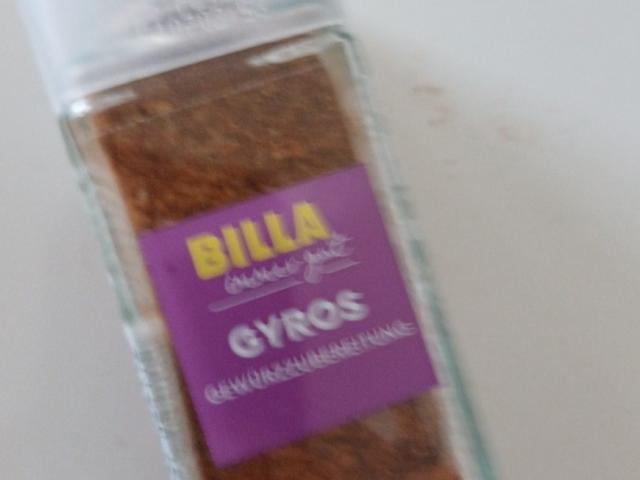 BILLA
immer gut
GYROS
GEWÜRZZUBEREITUNG